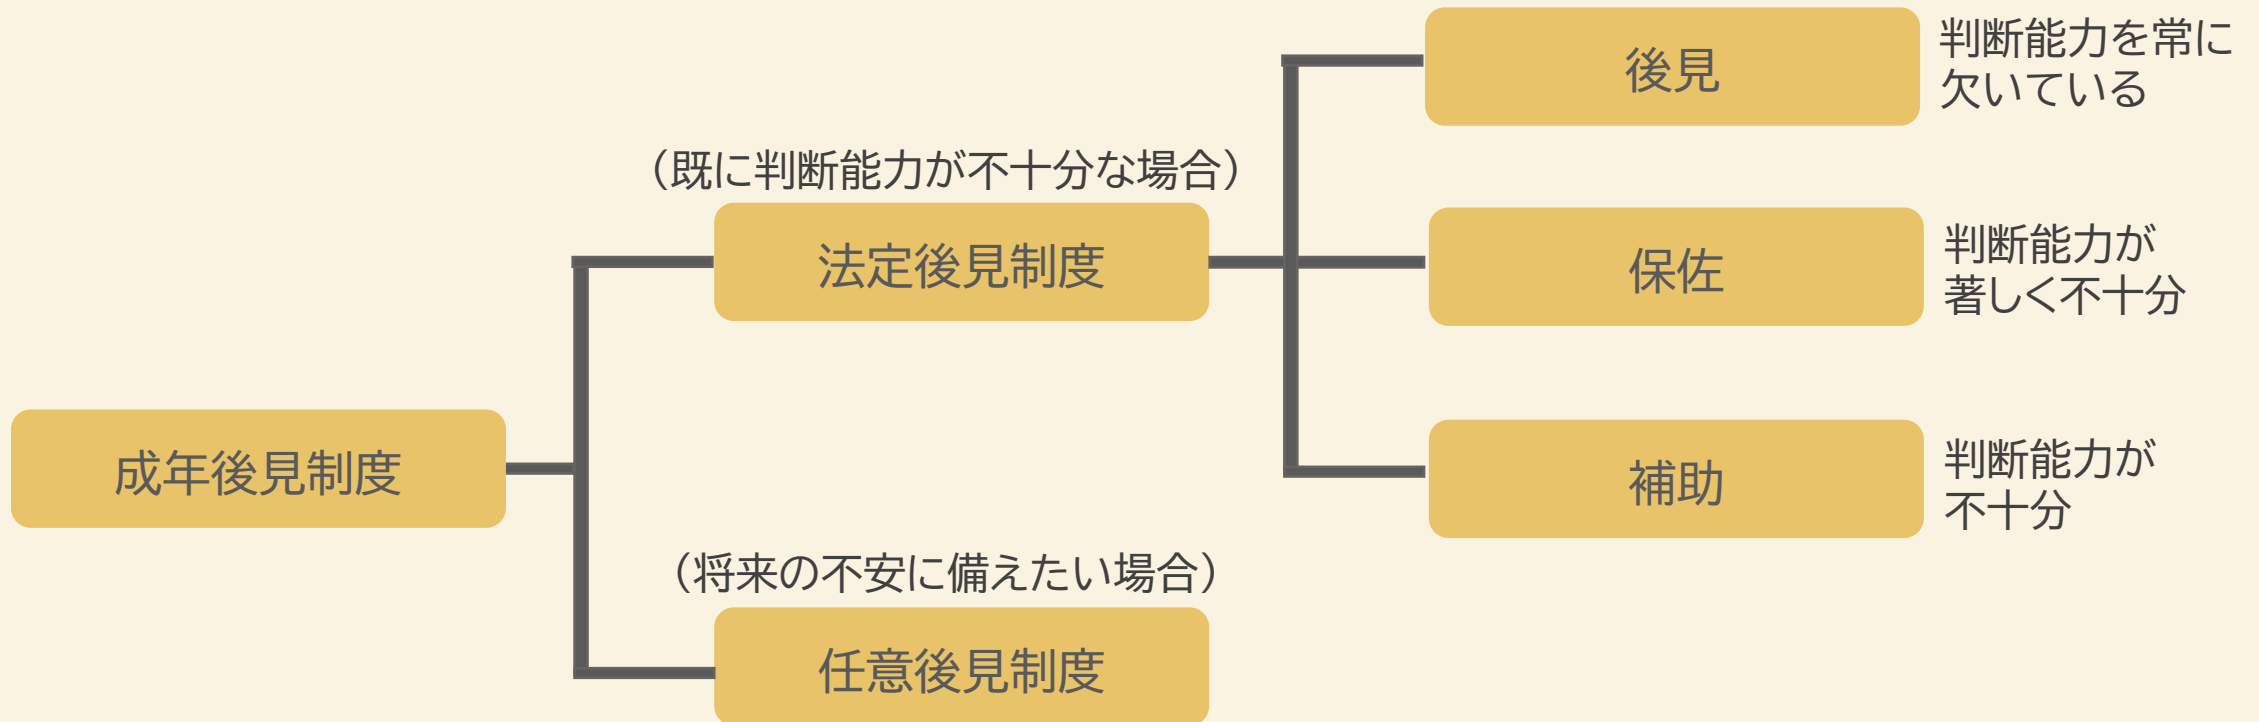 成年後見制度
（既に判断能力が不十分な場合）
法定後見制度
（将来の不安に備えたい場合）
任意後見制度
後見
判断能力を常に
欠いている
保佐
判断能力が
著しく不十分
補助
判断能力が
不十分